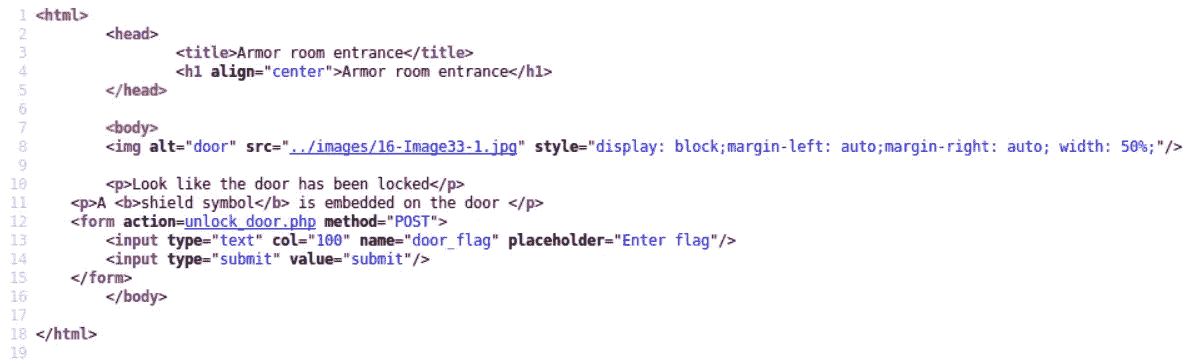 1 <html>
2 <head>
3 <title>Armor room entrance</title>
4 <h1 align="center">Armor room entrance</h1>
5 </head>
6
7 <body>
8 <img alt="door" src="../images/16-Image33-1.jpg" style="display: block;margin-left: auto;margin-right: auto; width: 50%;"/>
9
10 <p>Look like the door has been locked</p>
11 <p>A <b>shield symbol</b> is embedded on the door </p>
12 <form action=unlock_door.php method="POST">
13 <input type="text" col="100" name="door_flag" placeholder="Enter flag"/>
14 <input type="submit" value="submit"/>
15 </form>
16 </body>
17
18 </html>
19